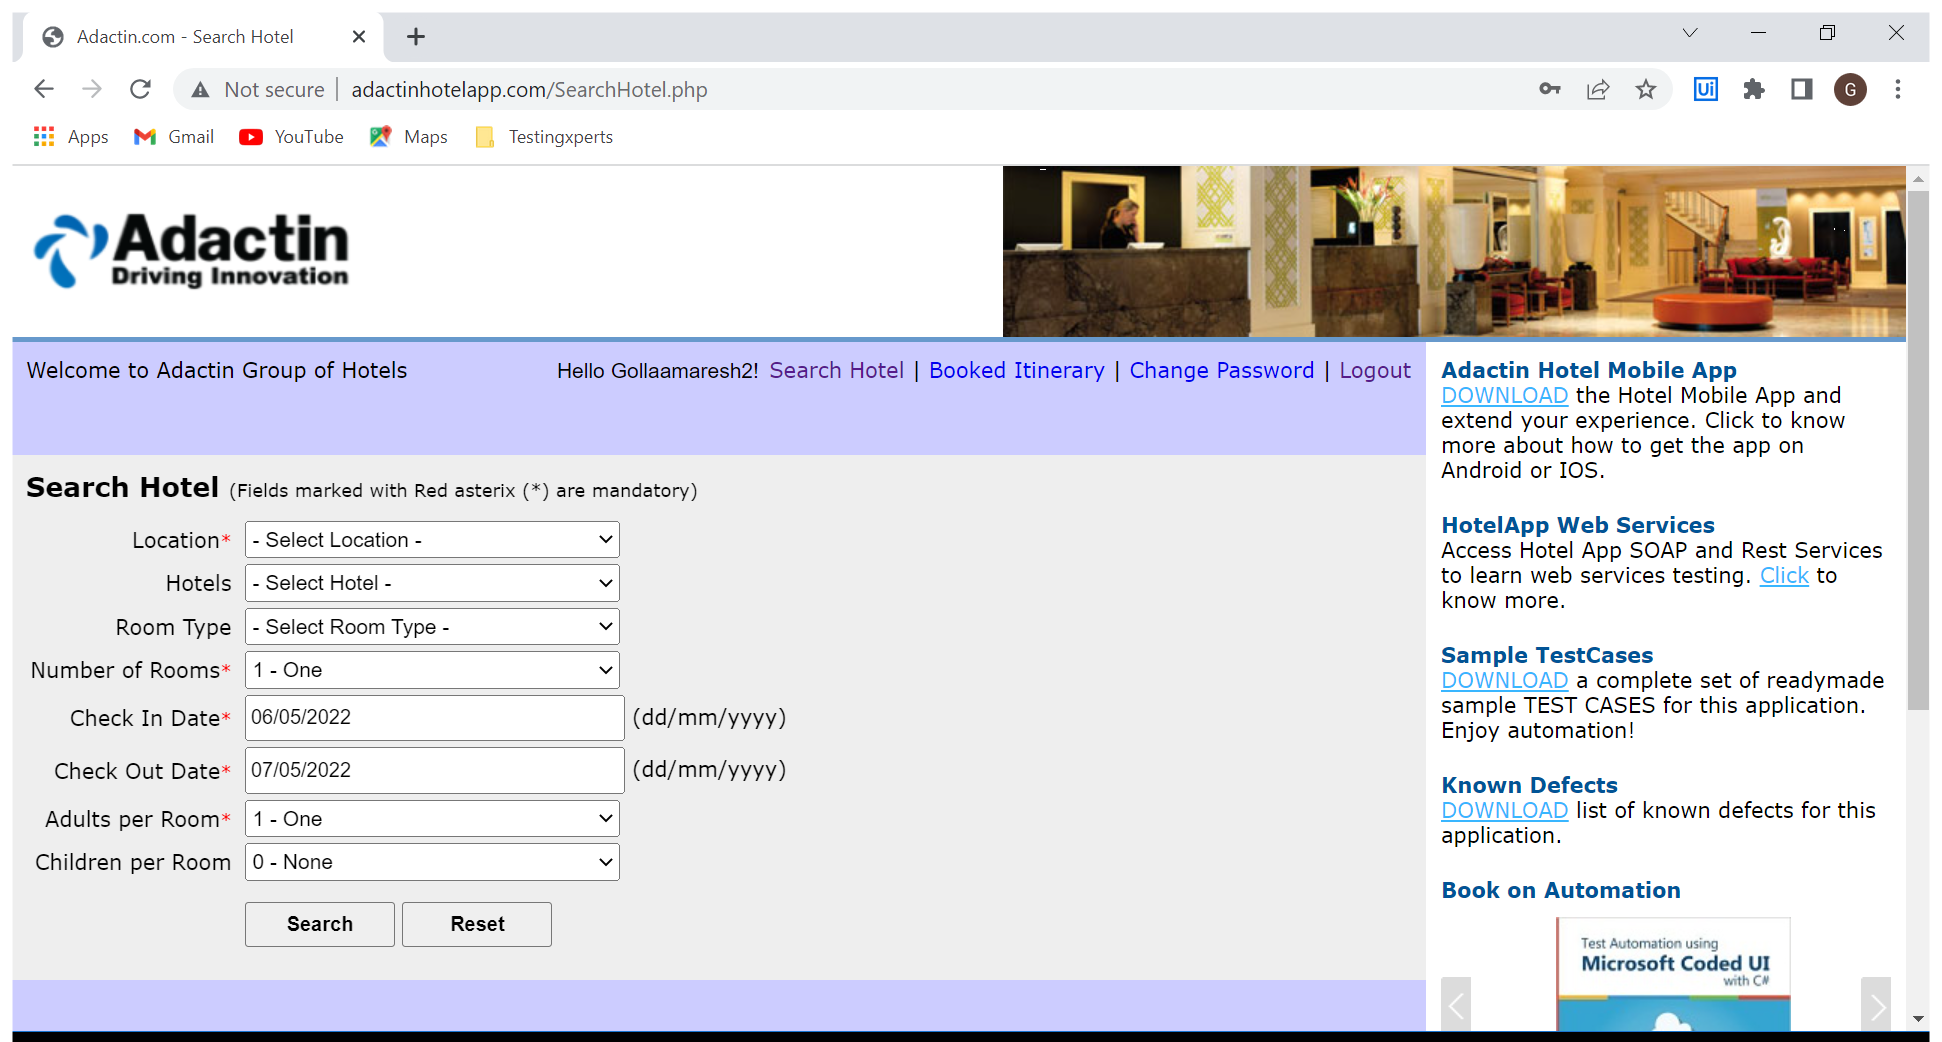 Adactin.com - Search Hotel
Not secure | adactinhotelapp.com/SearchHotel.php
Ui
G
Apps Gmail YouTube Maps Testingxperts
Adactin
Driving Innovation
Welcome to Adactin Group of Hotels
Hello Gollaamaresh2! Search Hotel | Booked Itinerary | Change Password | Logout
Search Hotel (Fields marked with Red asterix (*) are mandatory)
Location* - Select Location -
Hotels - Select Hotel -
Room Type - Select Room Type -
Number of Rooms* 1 - One
Check In Date* 06/05/2022 (dd/mm/yyyy)
Check Out Date* 07/05/2022 (dd/mm/yyyy)
Adults per Room* 1 - One
Children per Room 0 - None
Search Reset
Adactin Hotel Mobile App
DOWNLOAD the Hotel Mobile App and
extend your experience. Click to know
more about how to get the app on
Android or IOS.
HotelApp Web Services
Access Hotel App SOAP and Rest Services
to learn web services testing. Click to
know more.
Sample TestCases
DOWNLOAD a complete set of readymade
sample TEST CASES for this application.
Enjoy automation!
Known Defects
DOWNLOAD list of known defects for this
application.
Book on Automation
Test Automation using
Microsoft Coded UI
with C#